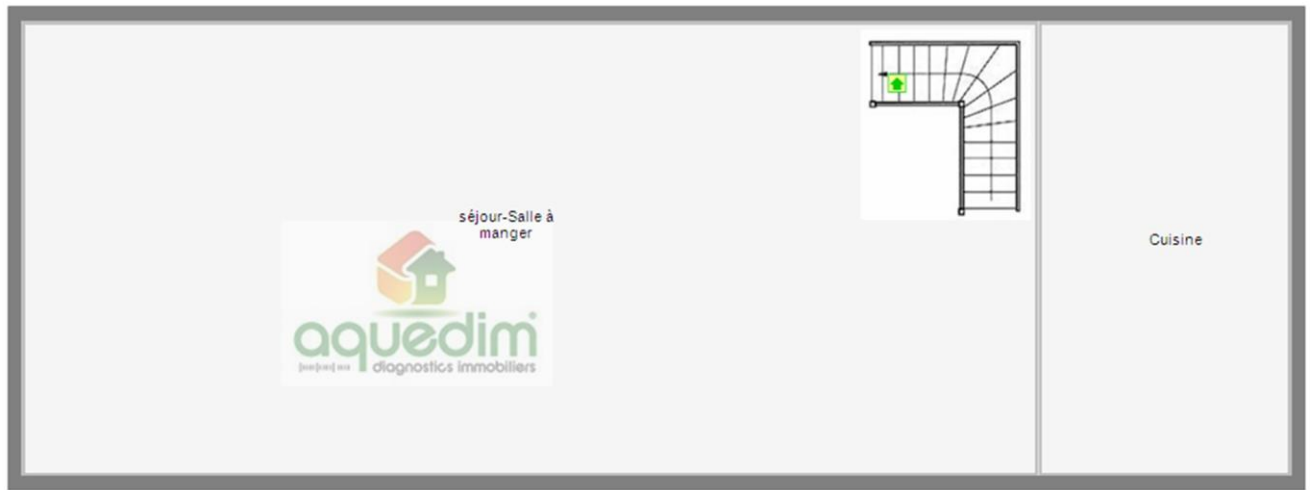 séjour-Salle à
manger
Cuisine
aquedim
diagnostics immobiliers